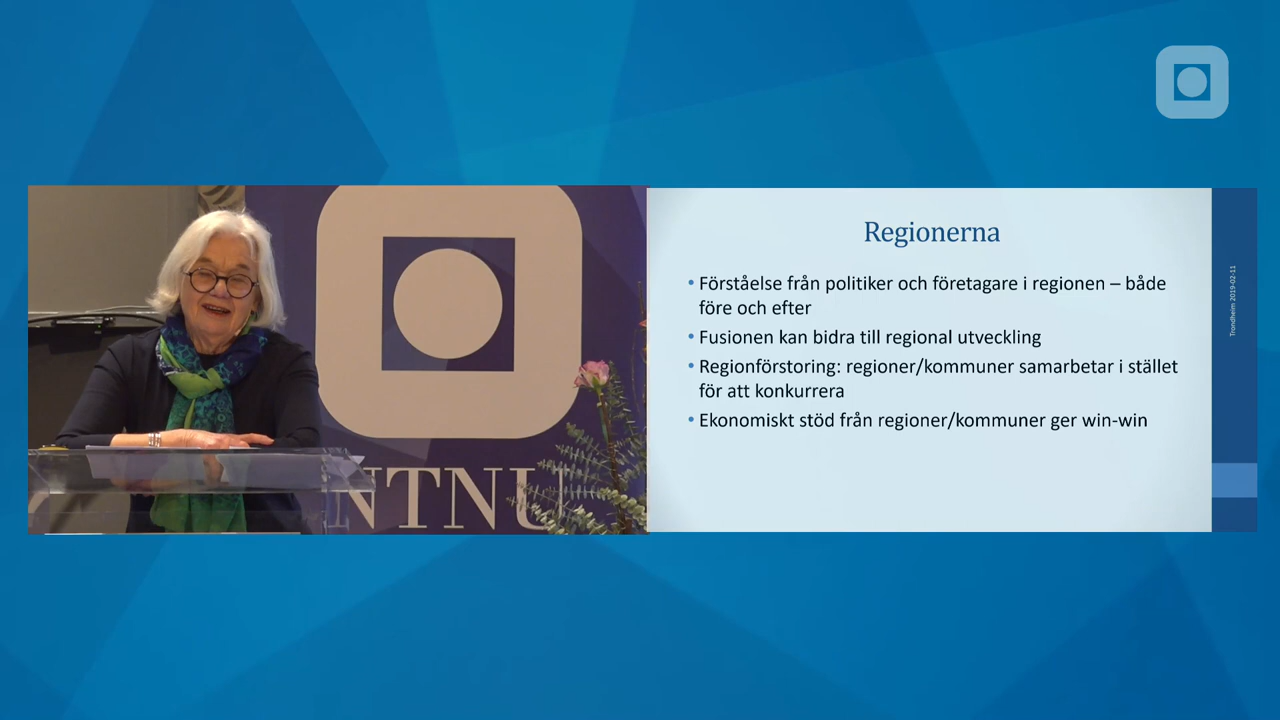 Regionerna
• Förståelse från politiker och företagare i regionen – både
före och efter
• Fusionen kan bidra till regional utveckling
• Regionförstoring: regioner/kommuner samarbetar i stället
för att konkurrera
• Ekonomiskt stöd från regioner/kommuner ger win-win
Trondheim 2019-02-11
NTNU